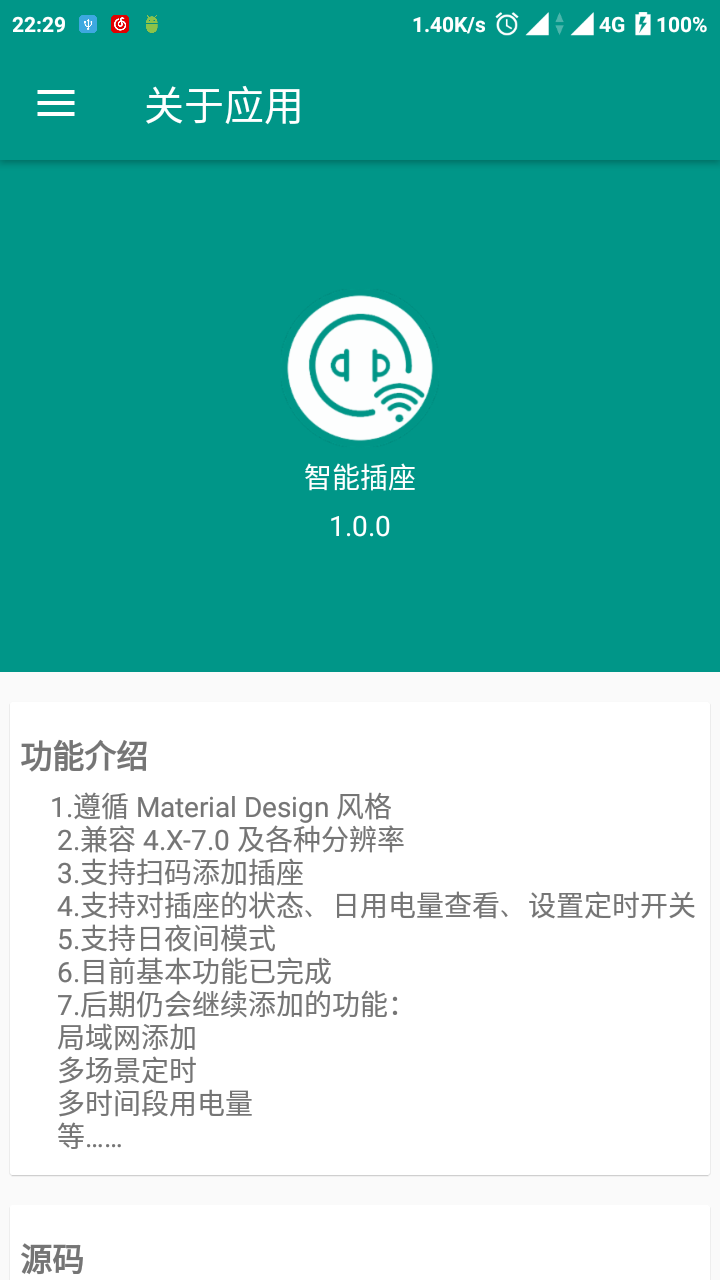 22:29 1.40K/s 4G 100%
关于应用
智能插座
1.0.0
功能介绍
1.遵循 Material Design 风格
2.兼容 4.X-7.0 及各种分辨率
3.支持扫码添加插座
4.支持对插座的状态、日用电量查看、设置定时开关
5.支持日夜间模式
6.目前基本功能已完成
7.后期仍会继续添加的功能：
局域网添加
多场景定时
多时间段用电量
等……
源码